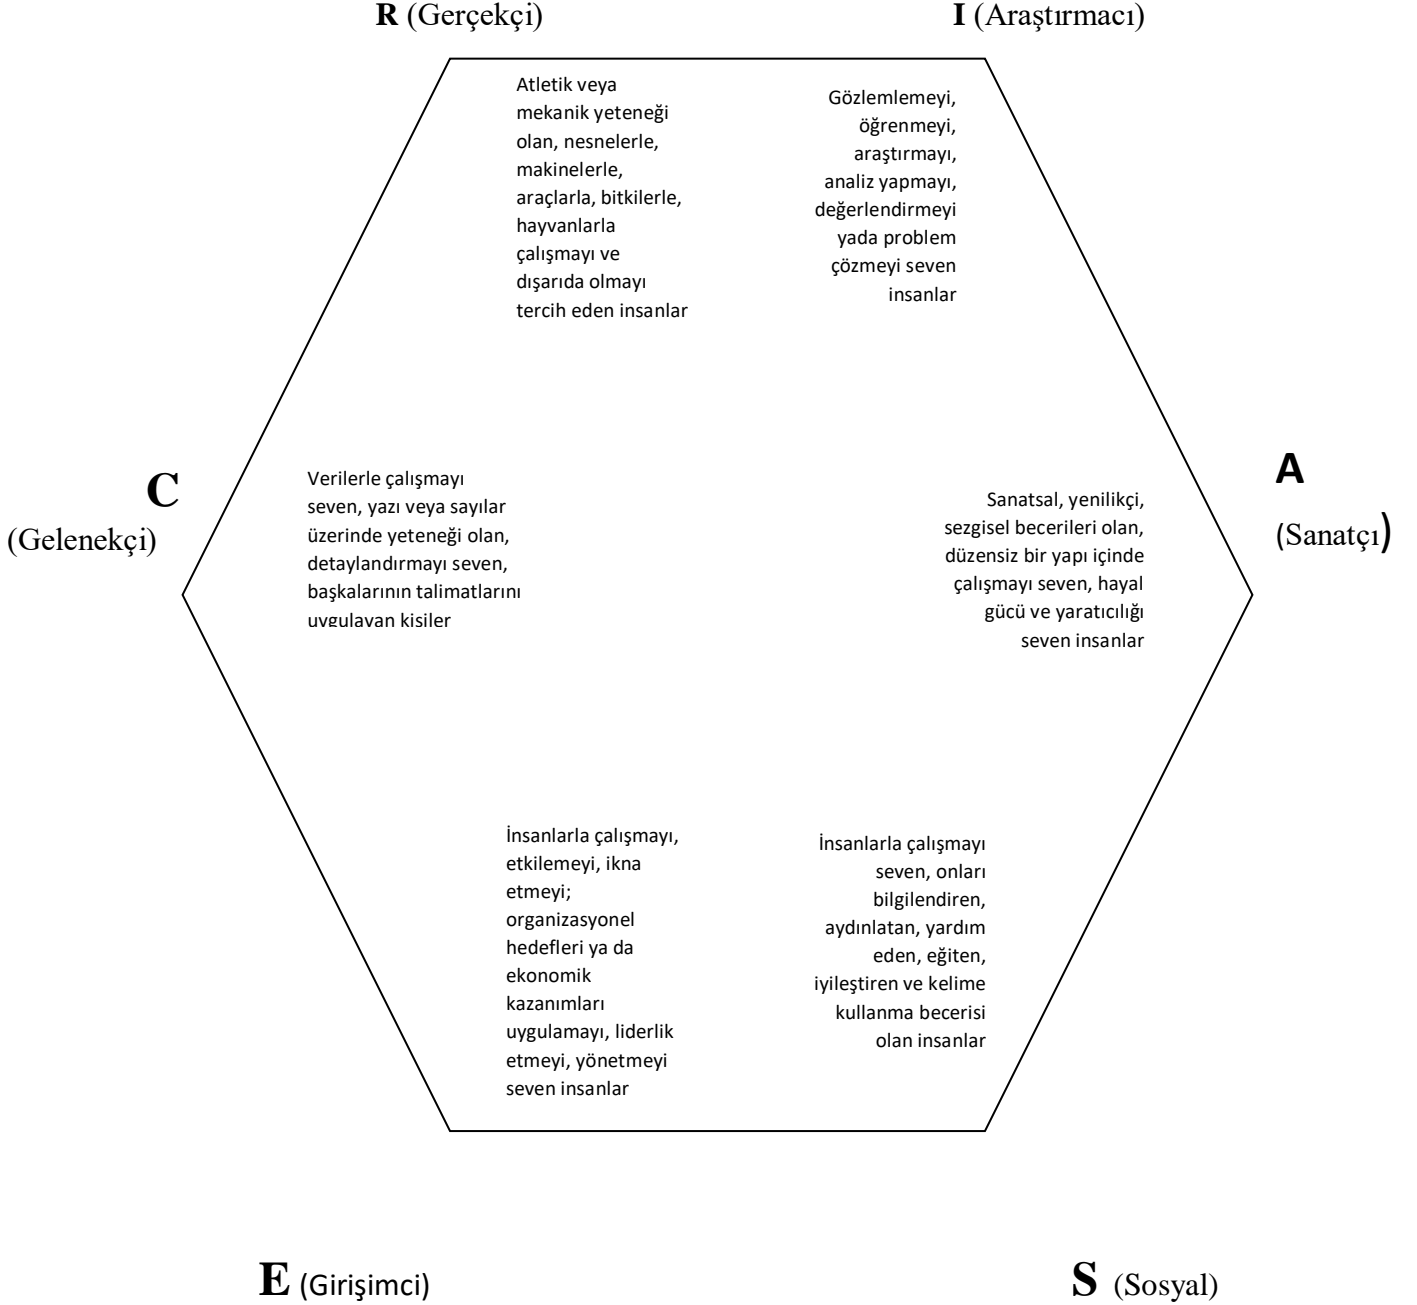 R (Gerçekçi)
I (Araştırmacı)
Atletik veya
mekanik yeteneği
olan, nesnelerle,
makinelerle,
araçlarla, bitkilerle,
hayvanlarla
çalışmayı ve
dışarıda olmayı
tercih eden insanlar
Gözlemlemeyi,
öğrenmeyi,
araştırmayı,
analiz yapmayı,
değerlendirmeyi
yada problem
çözmeyi seven
insanlar
C
(Gelenekçi)
Verilerle çalışmayı
seven, yazı veya sayılar
üzerinde yeteneği olan,
detaylandırmayı seven,
başkalarının talimatlarını
uygulayan kişiler
Sanatsal, yenilikçi,
sezgisel becerileri olan,
düzensiz bir yapı içinde
çalışmayı seven, hayal
gücü ve yaratıcılığı
seven insanlar
A
(Sanatçı)
İnsanlarla çalışmayı,
etkilemeyi, ikna
etmeyi;
organizasyonel
hedefleri ya da
ekonomik
kazanımları
uygulamayı, liderlik
etmeyi, yönetmeyi
seven insanlar
İnsanlarla çalışmayı
seven, onları
bilgilendiren,
aydınlatan, yardım
eden, eğiten,
iyileştiren ve kelime
kullanma becerisi
olan insanlar
E (Girişimci)
S (Sosyal)